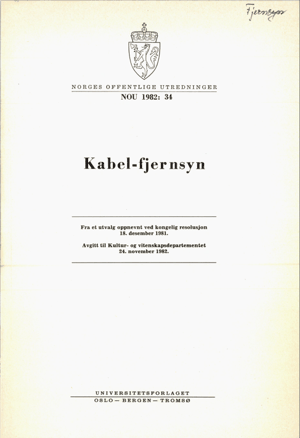 Fjernsyn
NORGES OFFENTLIGE UTREDNINGER
NOU 1982: 34
Kabel-fjernsyn
Fra et utvalg oppnevnt ved kongelig resolusjon
18. desember 1981.
Avgitt til Kultur- og vitenskapsdepartementet
24. november 1982.
UNIVERSITETSFORLAGET
OSLO — BERGEN — TROMSØ